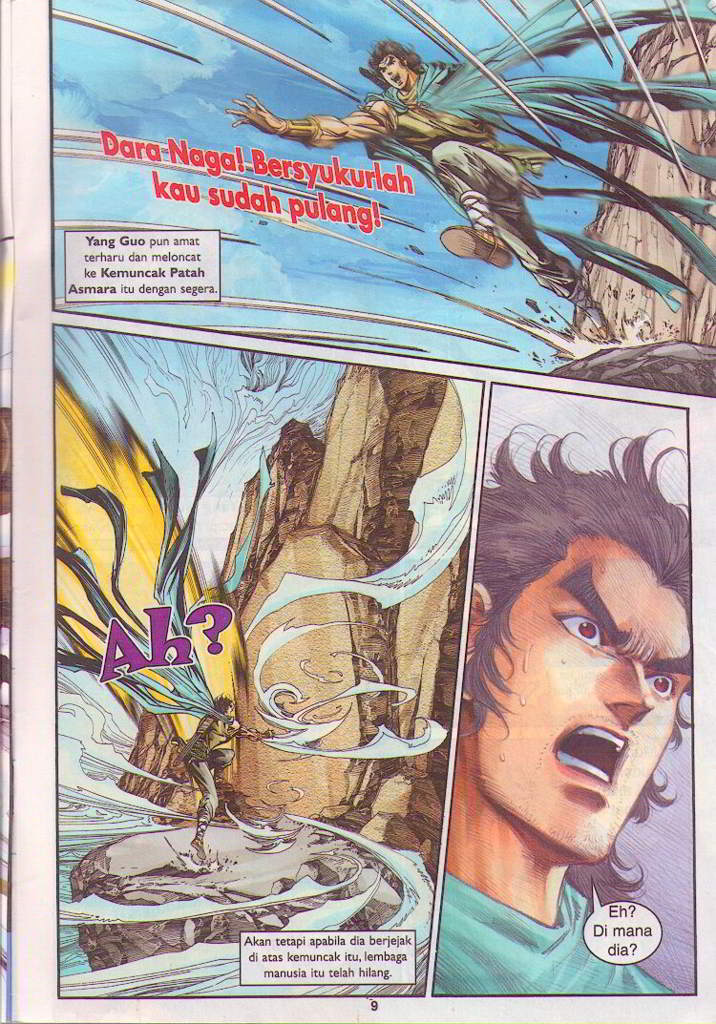 Dara-Naga! Bersyukurlah
kau sudah pulang!
Yang Guo pun amat
terharu dan meloncat
ke Kemuncak Patah
Asmara itu dengan segera.
Ah?
Akan tetapi apabila dia berjejak
di atas kemuncak itu, lembaga
manusia itu telah hilang.
Eh?
Di mana
dia?
9